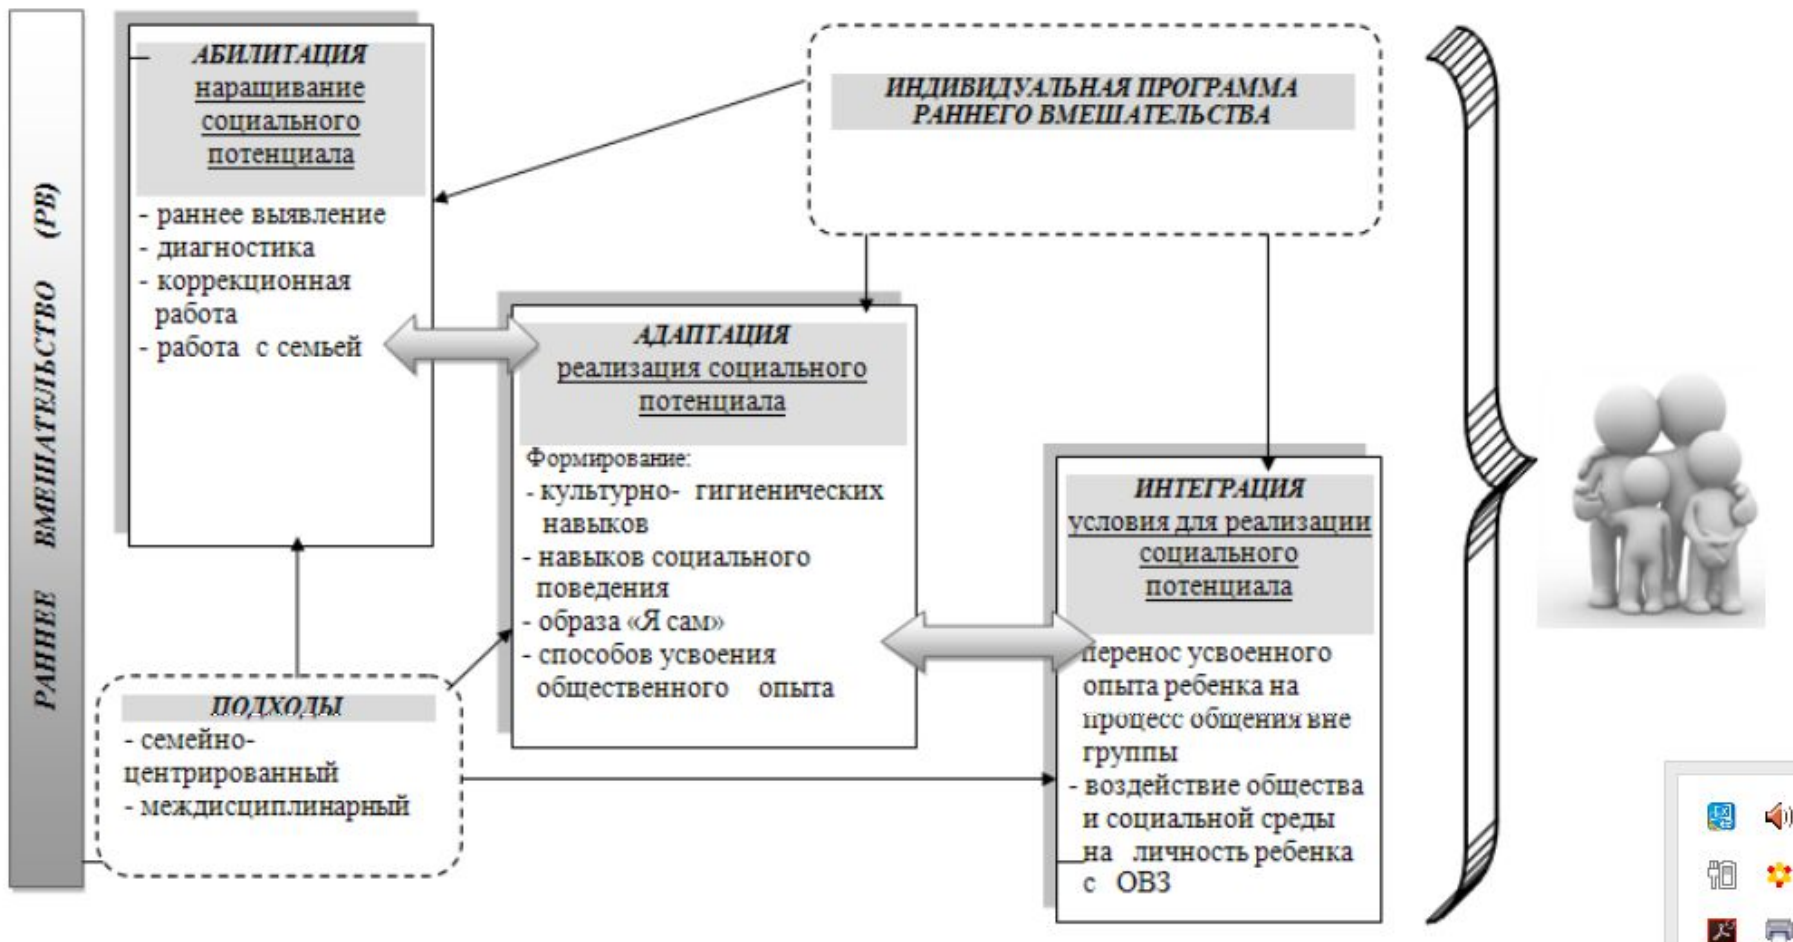 РАННЕЕ ВМЕШАТЕЛЬСТВО (РВ)
АБИЛИТАЦИЯ
наращивание
социального
потенциала
- раннее выявление
- диагностика
- коррекционная
работа
- работа с семьей
ИНДИВИДУАЛЬНАЯ ПРОГРАММА
РАННЕГО ВМЕШАТЕЛЬСТВА
АДАПТАЦИЯ
реализация социального
потенциала
Формирование:
- культурно- гигиенических
навыков
- навыков социального
поведения
- образа «Я сам»
- способов усвоения
общественного опыта
ИНТЕГРАЦИЯ
условия для реализации
социального
потенциала
перенос усвоенного
опыта ребенка на
процесс общения вне
группы
- воздействие общества
и социальной среды
на личность ребенка
с ОВЗ
ПОДХОДЫ
- семейно-
центрированный
- междисциплинарный